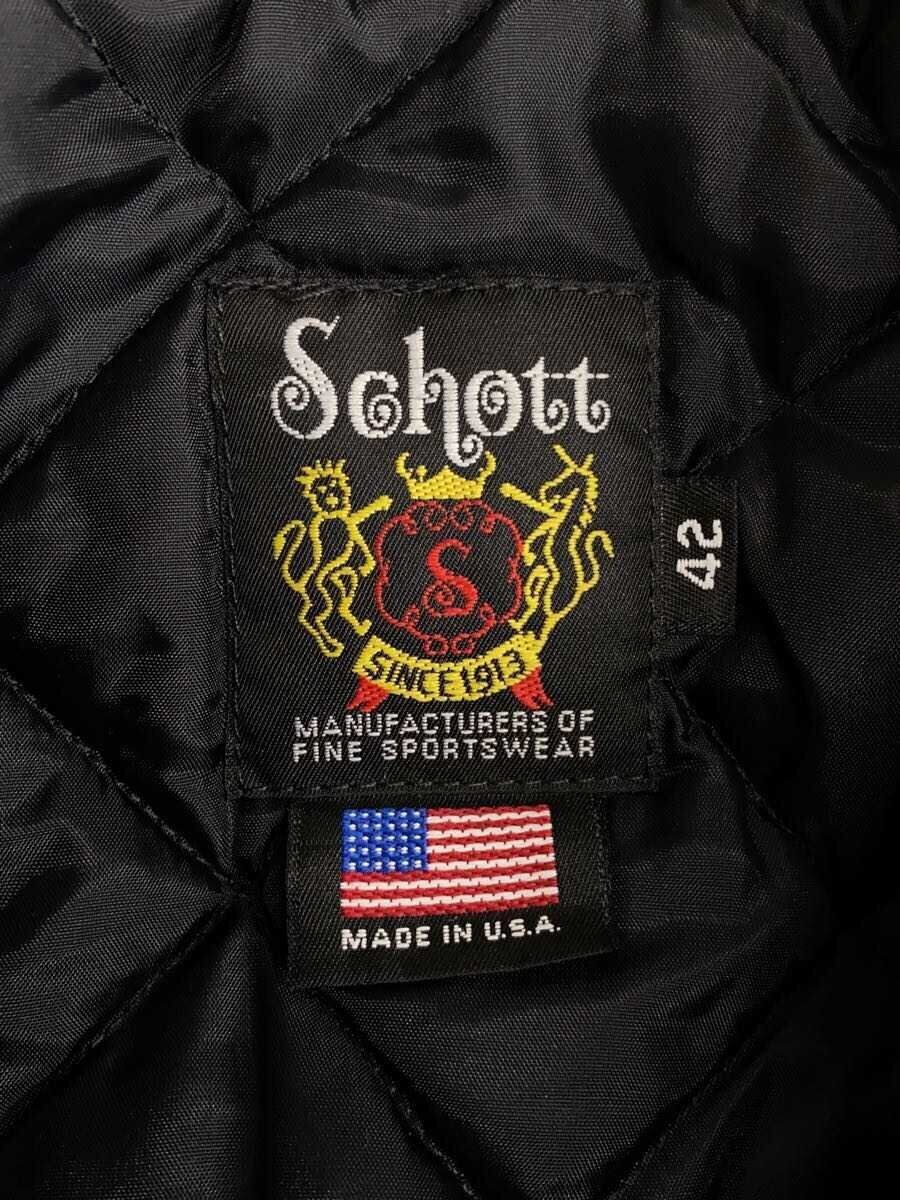 Schott
S
SINCE 1913
MANUFACTURERS OF
FINE SPORTSWEAR
42
MADE IN U.S.A.